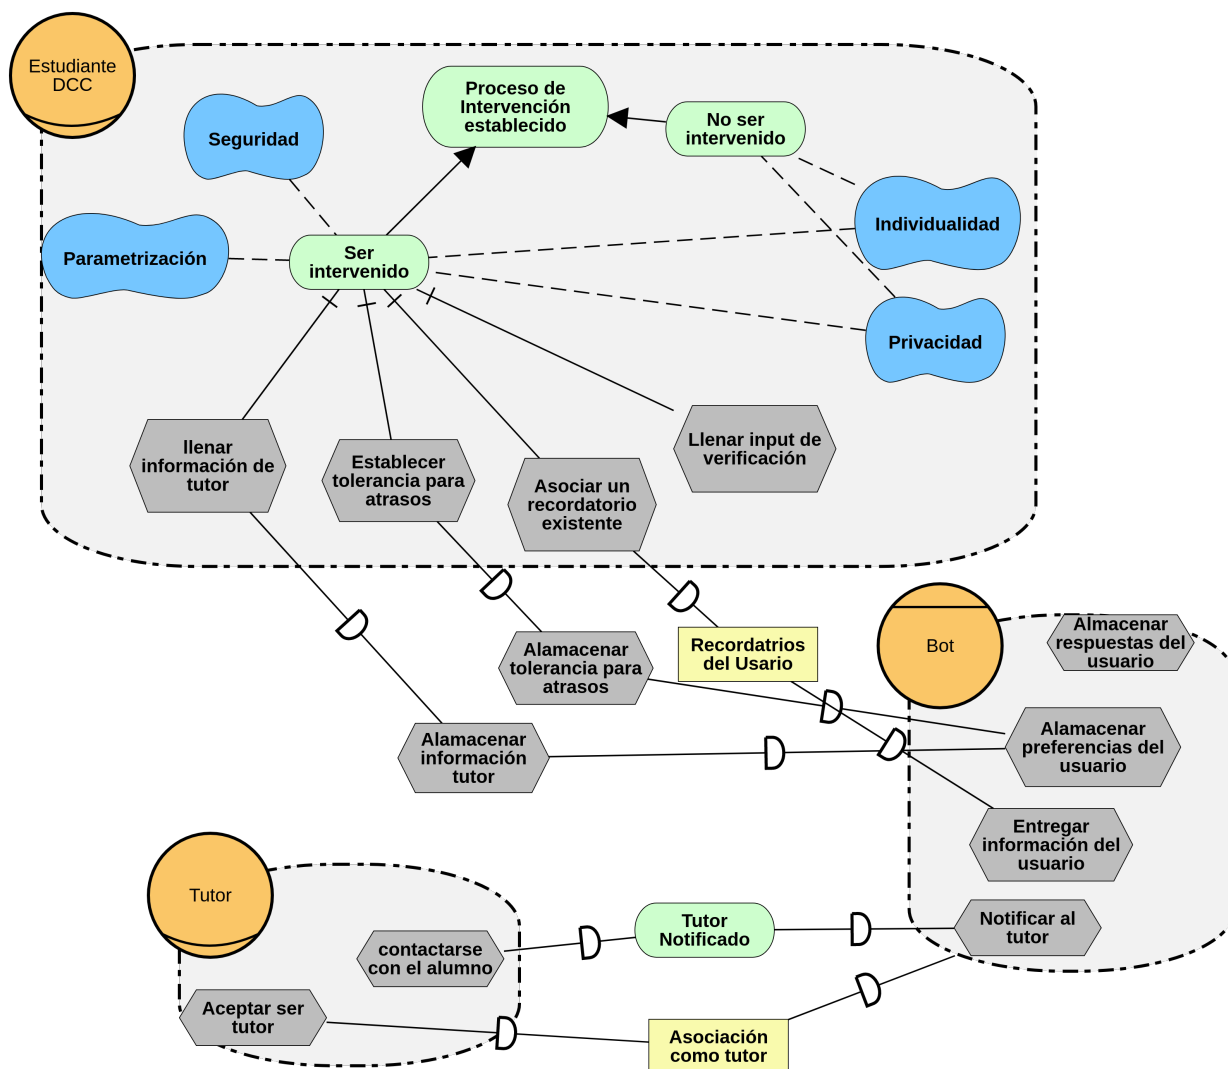 Estudiante
DCC
Proceso de
Intervención
establecido
No ser
intervenido
Seguridad
Individualidad
Parametrización
Ser
intervenido
Privacidad
llenar
información de
tutor
Establecer
tolerancia para
atrasos
Asociar un
recordatorio
existente
Llenar input de
verificación
Bot
Almacenar
respuestas del
usuario
Alamacenar
tolerancia para
atrasos
Recordatrios
del Usario
Alamacenar
información
tutor
Alamacenar
preferencias del
usuario
Entregar
información del
usuario
Tutor
contactarse
con el alumno
Tutor
Notificado
Notificar al
tutor
Aceptar ser
tutor
Asociación
como tutor